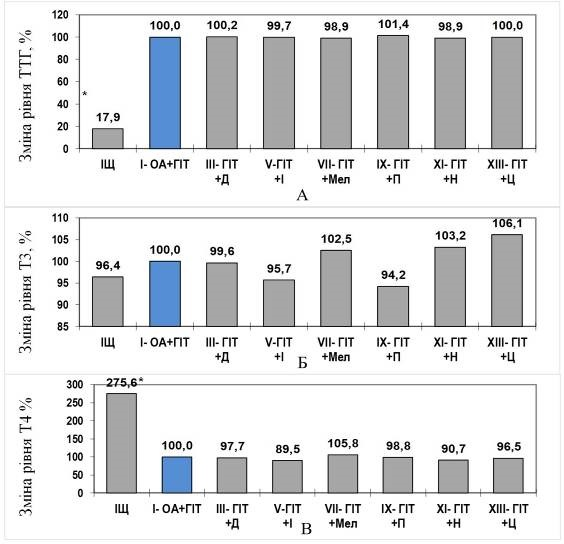 Зміна рівня ТТГ, %
120
100
80
60
40
20
0
*
17,9
100,0
100,2
99,7
98,9
101,4
98,9
100,0
ІЩ
І- ОА+ГІТ
ІІІ- ГІТ +Д
V-ГІТ +І
VІІ- ГІТ +Мел
ІХ- ГІТ +П
ХІ- ГІТ +Н
ХІІІ- ГІТ +Ц
А
Зміна рівня Т3, %
110
105
100
95
90
85
96,4
100,0
99,6
95,7
102,5
94,2
103,2
106,1
ІЩ
І- ОА+ГІТ
ІІІ- ГІТ +Д
V-ГІТ +І
VІІ- ГІТ +Мел
ІХ- ГІТ +П
ХІ- ГІТ +Н
ХІІІ- ГІТ +Ц
Б
Зміна рівня Т4 %
300
250
200
150
100
50
0
275,6*
100,0
97,7
89,5
105,8
98,8
90,7
96,5
ІЩ
І- ОА+ГІТ
ІІІ- ГІТ +Д
V-ГІТ +І
VІІ- ГІТ +Мел
ІХ- ГІТ +П
ХІ- ГІТ +Н
ХІІІ- ГІТ +Ц
В